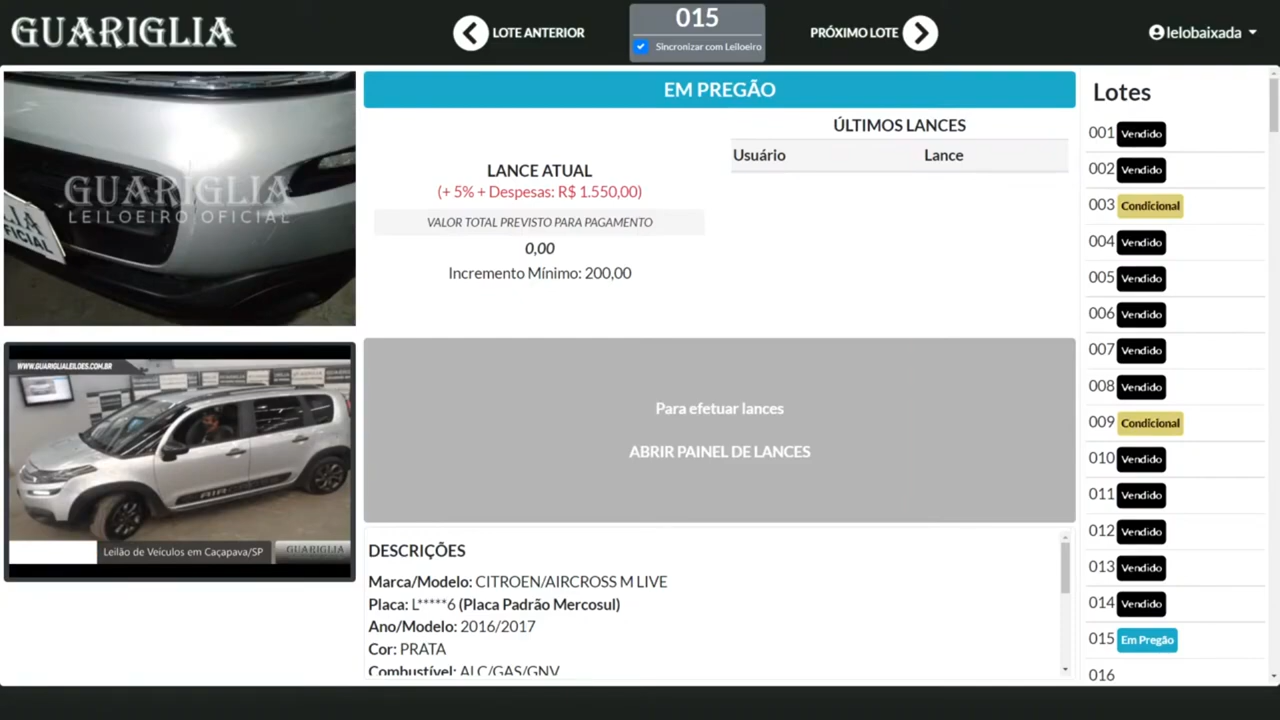 GUARIGLIA
LOTE ANTERIOR
015
Sincronizar com Leiloeiro
PRÓXIMO LOTE
lelobaixada
GUARIGLIA
LEILOEIRO OFICIAL
EM PREGÃO
LANCE ATUAL
(+ 5% + Despesas: R$ 1.550,00)
VALOR TOTAL PREVISTO PARA PAGAMENTO
0,00
Incremento Mínimo: 200,00
ÚLTIMOS LANCES
Usuário Lance
Para efetuar lances
ABRIR PAINEL DE LANCES
WWW.GUARIGLIALEILOES.COM.BR
AIRCROSS
Leilão de Veículos em Caçapava/SP
GUARIGLIA
DESCRIÇÕES
Marca/Modelo: CITROEN/AIRCROSS M LIVE
Placa: L*****6 (Placa Padrão Mercosul)
Ano/Modelo: 2016/2017
Cor: PRATA
Combustível: ALC/GAS/GNV
Lotes
001 Vendido
002 Vendido
003 Condicional
004 Vendido
005 Vendido
006 Vendido
007 Vendido
008 Vendido
009 Condicional
010 Vendido
011 Vendido
012 Vendido
013 Vendido
014 Vendido
015 Em Pregão
016